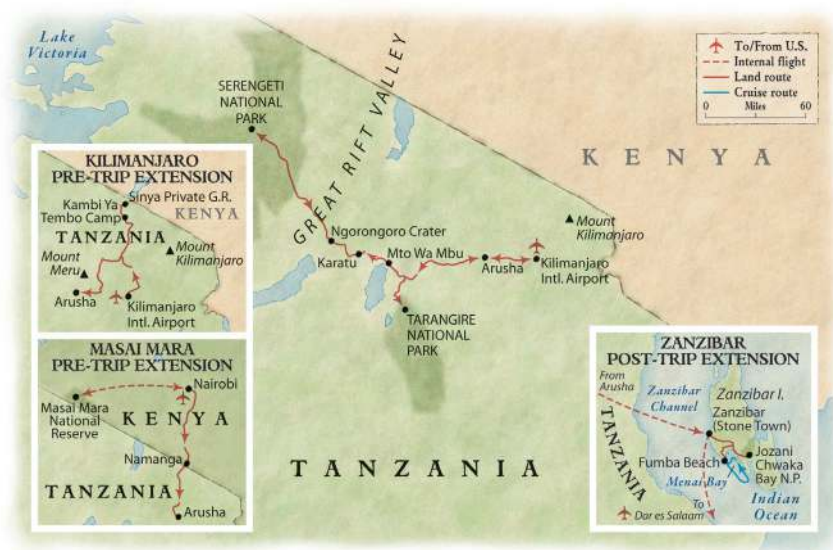 Lake
Victoria
SERENGETI
NATIONAL
PARK
GREAT RIFT VALLEY
To/From U.S.
Internal flight
Land route
Cruise route
0 Miles 60
KENYA
Ngorongoro Crater
Karatu
Mto Wa Mbu
Arusha
Mount
Kilimanjaro
Kilimanjaro
Intl. Airport
TARANGIRE
NATIONAL
PARK
TANZANIA
KILIMANJARO
PRE-TRIP EXTENSION
Sinya Private G.R.
Kambi Ya
Tembo Camp
KENYA
TANZANIA
Mount
Kilimanjaro
Mount
Meru
Arusha
Kilimanjaro
Intl. Airport
MASAI MARA
PRE-TRIP EXTENSION
Nairobi
Masai Mara
National
Reserve
KENYA
Namanga
TANZANIA
Arusha
ZANZIBAR
POST-TRIP EXTENSION
From
Arusha
Zanzibar
Channel
Zanzibar I.
Zanzibar
(Stone Town)
TANZANIA
Fumba Beach
Jozani
Chwaka
Bay N.P.
Menai Bay
Indian
Ocean
To
Dar es Salaam